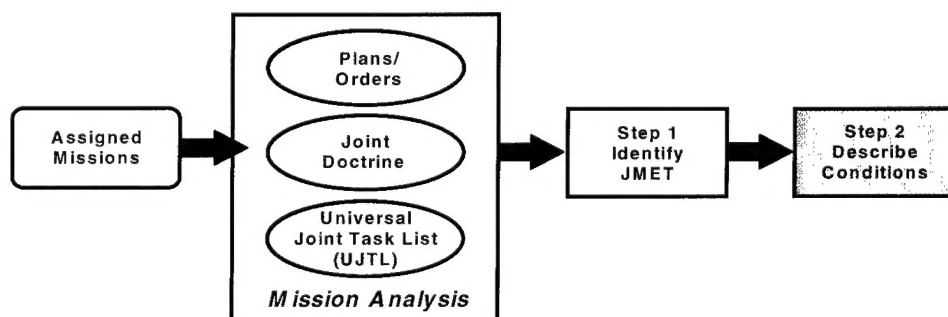 Assigned
Missions
Plans/
Orders
Joint
Doctrine
Universal
Joint Task List
(UJTL)
Mission Analysis
Step 1
Identify
JMET
Step 2
Describe
Conditions